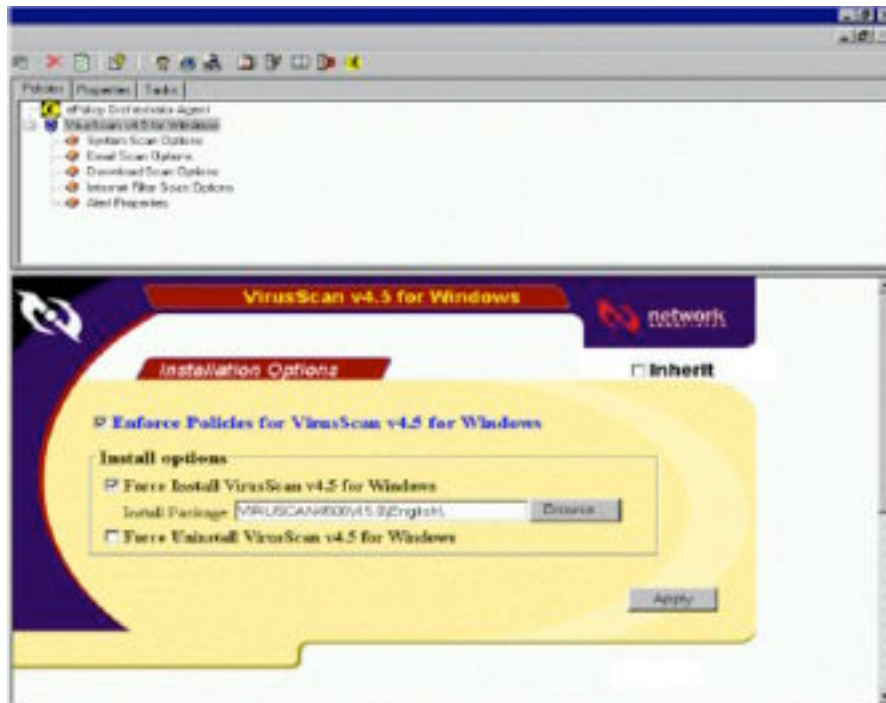 Policies Properties Tasks
ePolicy Orchestrator Agent
VirusScan v4.5 for Windows
System Scan Options
Email Scan Options
Download Scan Options
Internet Filter Scan Options
Alert Properties
VirusScan v4.5 for Windows
network
ASSOCIATES
Installation Options
Inherit
Enforce Policies for VirusScan v4.5 for Windows
Install options
Force Install VirusScan v4.5 for Windows
Install Package Browse
Force Uninstall VirusScan v4.5 for Windows
Apply